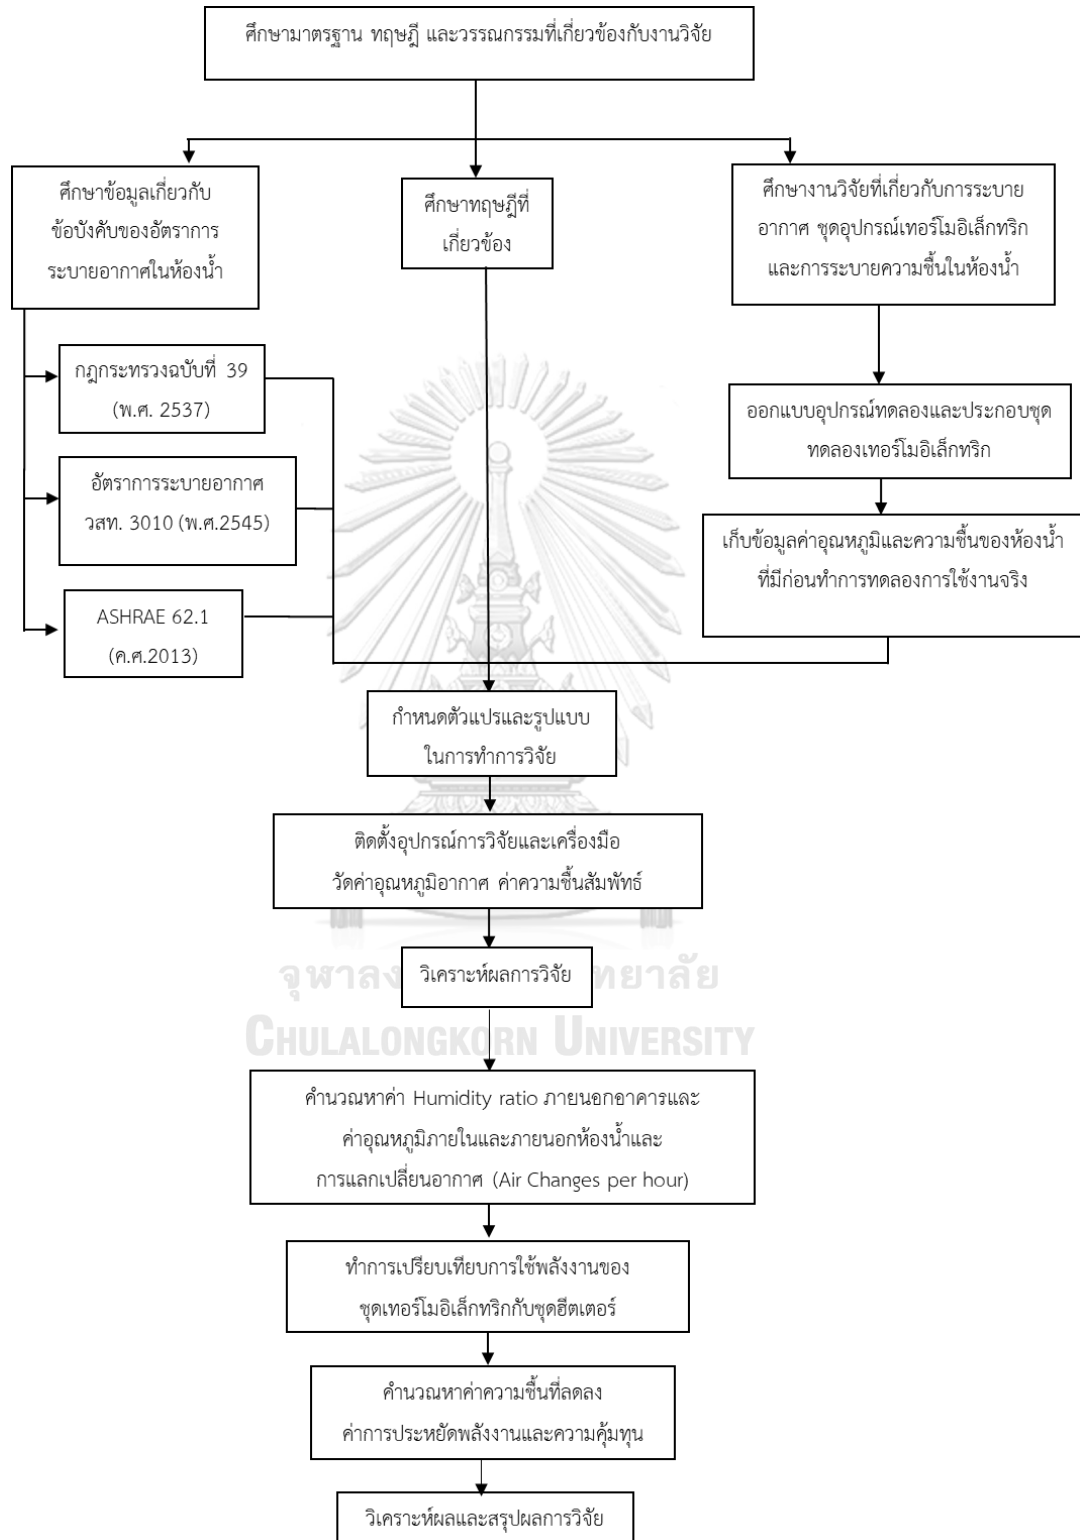 ศึกษามาตรฐาน ทฤษฎี และวรรณกรรมที่เกี่ยวข้องกับงานวิจัย
ศึกษาข้อมูลเกี่ยวกับ
ข้อบังคับของอัตราการ
ระบายอากาศในห้องน้ำ
ศึกษาทฤษฎีที่
เกี่ยวข้อง
ศึกษางานวิจัยที่เกี่ยวกับการระบาย
อากาศ ชุดอุปกรณ์เทอร์โมอิเล็กทริก
และการระบายความชื้นในห้องน้ำ
กฎกระทรวงฉบับที่ 39
(พ.ศ. 2537)
อัตราการระบายอากาศ
วสท. 3010 (พ.ศ.2545)
ASHRAE 62.1
(ค.ศ.2013)
ออกแบบอุปกรณ์ทดลองและประกอบชุด
ทดลองเทอร์โมอิเล็กทริก
เก็บข้อมูลค่าอุณหภูมิและความชื้นของห้องน้ำ
ที่มีก่อนทำการทดลองการใช้งานจริง
กำหนดตัวแปรและรูปแบบ
ในการทำการวิจัย
ติดตั้งอุปกรณ์การวิจัยและเครื่องมือ
วัดค่าอุณหภูมิอากาศ ค่าความชื้นสัมพัทธ์
วิเคราะห์ผลการวิจัย
จุฬาลง ทยาลัย
CHULALONGKORN UNIVERSITY
คำนวณหาค่า Humidity ratio ภายนอกอาคารและ
ค่าอุณหภูมิภายในและภายนอกห้องน้ำและ
การแลกเปลี่ยนอากาศ (Air Changes per hour)
ทำการเปรียบเทียบการใช้พลังงานของ
ชุดเทอร์โมอิเล็กทริกกับชุดฮีตเตอร์
คำนวณหาค่าความชื้นที่ลดลง
ค่าการประหยัดพลังงานและความคุ้มทุน
วิเคราะห์ผลและสรุปผลการวิจัย